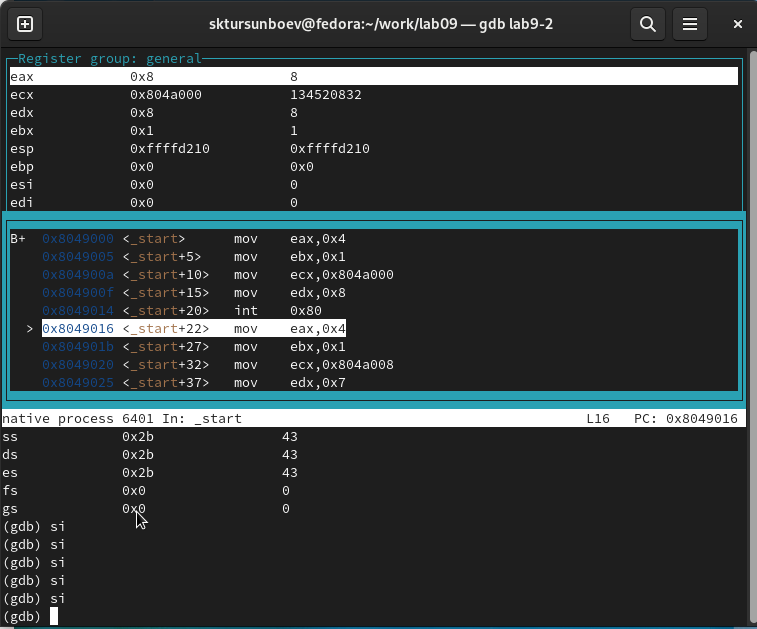 sktursunboev@fedora:~/work/lab09 — gdb lab9-2
Register group: general
eax 0x8 8
ecx 0x804a000 134520832
edx 0x8 8
ebx 0x1 1
esp 0xffffd210 0xffffd210
ebp 0x0 0x0
esi 0x0 0
edi 0x0 0
B+ 0x8049000 <_start> mov eax,0x4
0x8049005 <_start+5> mov ebx,0x1
0x804900a <_start+10> mov ecx,0x804a000
0x804900f <_start+15> mov edx,0x8
0x8049014 <_start+20> int 0x80
> 0x8049016 <_start+22> mov eax,0x4
0x804901b <_start+27> mov ebx,0x1
0x8049020 <_start+32> mov ecx,0x804a008
0x8049025 <_start+37> mov edx,0x7
native process 6401 In: _start L16 PC: 0x8049016
ss 0x2b 43
ds 0x2b 43
es 0x2b 43
fs 0x0 0
gs 0x0 0
(gdb) si
(gdb) si
(gdb) si
(gdb) si
(gdb) si
(gdb)